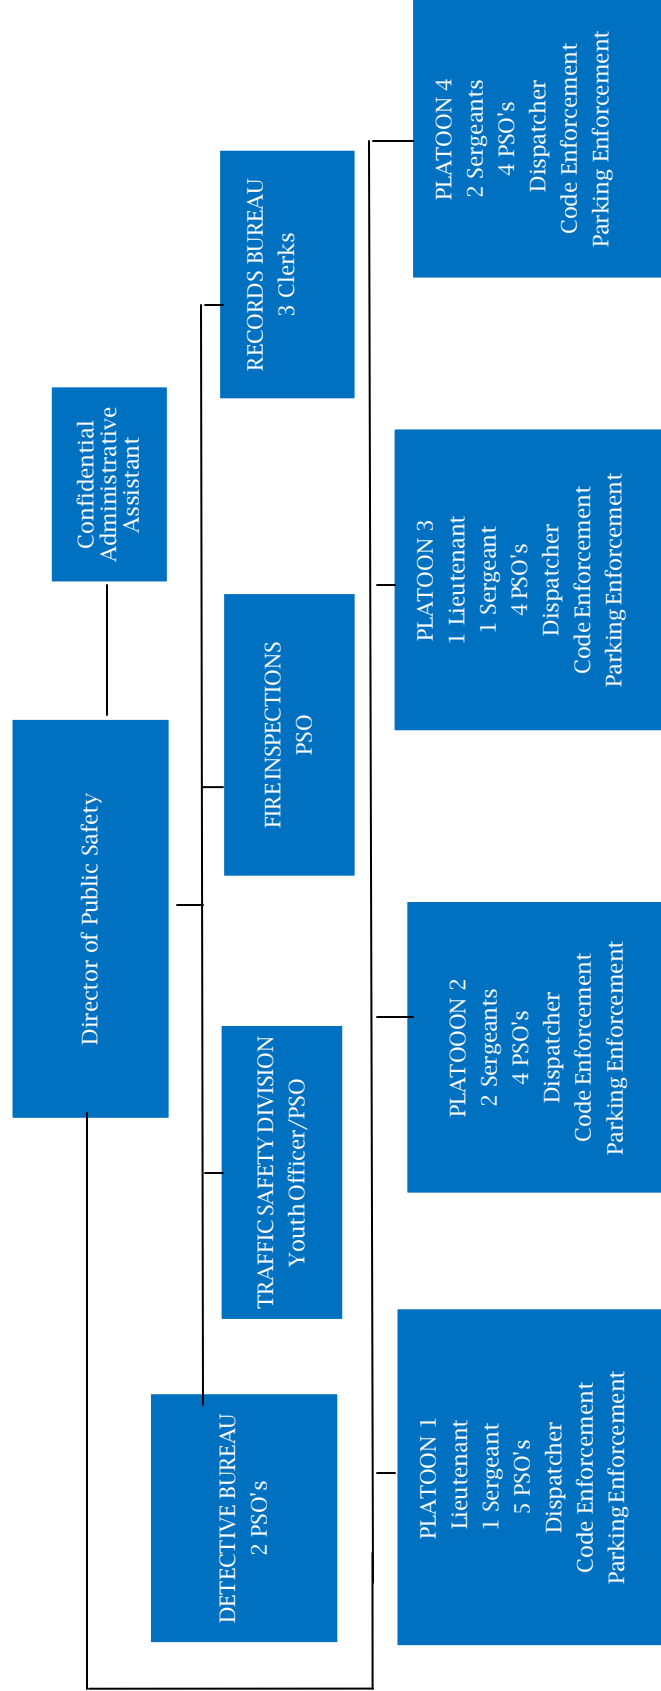 Director of Public Safety
Confidential
Administrative
Assistant
DETECTIVE BUREAU
2 PSO's
TRAFFIC SAFETY DIVISION
Youth Officer/PSO
FIRE INSPECTIONS
PSO
RECORDS BUREAU
3 Clerks
PLATOON 1
Lieutenant
1 Sergeant
5 PSO's
Dispatcher
Code Enforcement
Parking Enforcement
PLATOOON 2
2 Sergeants
4 PSO's
Dispatcher
Code Enforcement
Parking Enforcement
PLATOON 3
1 Lieutenant
1 Sergeant
4 PSO's
Dispatcher
Code Enforcement
Parking Enforcement
PLATOON 4
2 Sergeants
4 PSO's
Dispatcher
Code Enforcement
Parking Enforcement